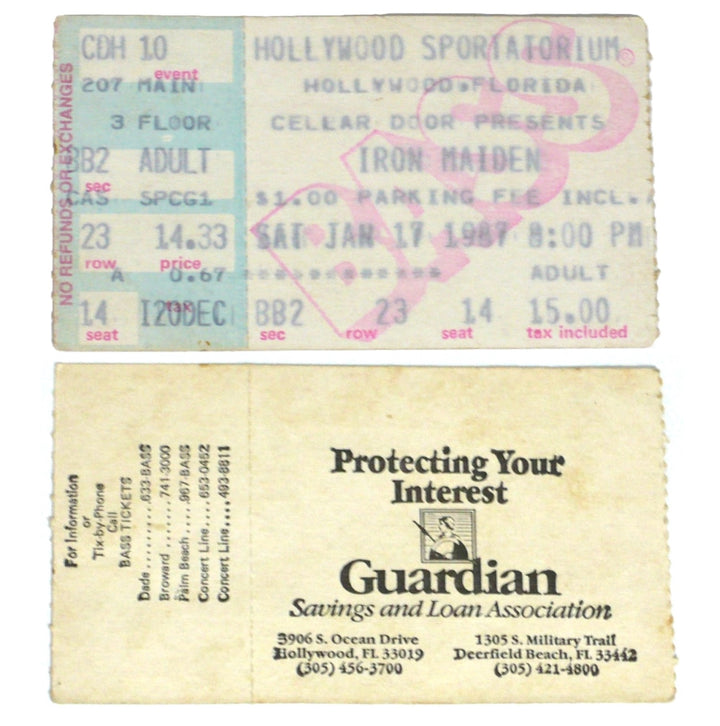 NO REFUNDS OR EXCHANGES
CDH 10
event
207 MAIN
3 FLOOR
BB2 ADULT
sec
CAS SPCG1
23 14.33
row price
A 0.67
tax
14 I20DEC
seat
HOLLYWOOD SPORTATORIUM
HOLLYWOOD.FLORIDA
CELLAR DOOR PRESENTS
IRON MAIDEN
$1.00 PARKING FEE INCL.
SAT JAN 17 1987 8:00 PM
************ ADULT
BB2 23 14 15.00
sec row seat tax included
BASS
For Information
or
Tix-by-Phone
Call
BASS TICKETS
Dade........633-BASS
Broward.....741-3000
Palm Beach....967-BASS
Concert Line....653-0452
Concert Line....493-8811
Protecting Your
Interest
Guardian
Savings and Loan Association
3906 S. Ocean Drive
Hollywood, FL 33019
(305) 456-3700
1305 S. Military Trail
Deerfield Beach, FL 33442
(305) 421-4800